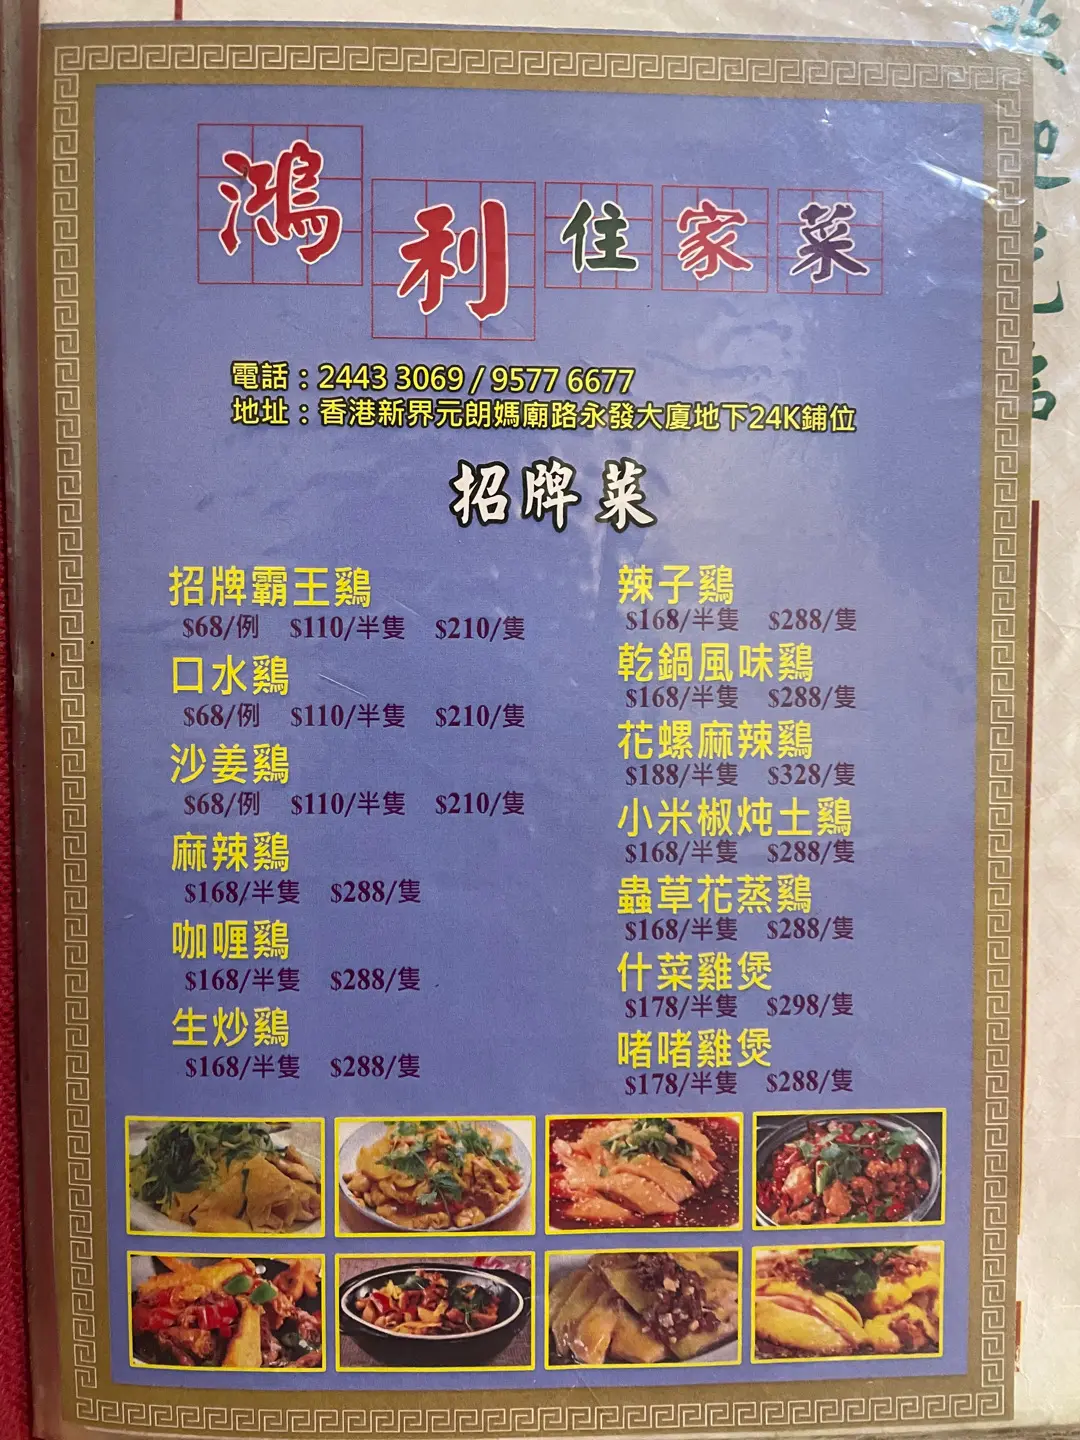 鴻利住家菜
電話：2443 3069 / 9577 6677
地址：香港新界元朗媽廟路永發大廈地下24K鋪位
招牌菜
招牌霸王鷄
$68/例 $110/半隻 $210/隻
口水鷄
$68/例 $110/半隻 $210/隻
沙姜鷄
$68/例 $110/半隻 $210/隻
麻辣鷄
$168/半隻 $288/隻
咖喱鷄
$168/半隻 $288/隻
生炒鷄
$168/半隻 $288/隻
辣子鷄
$168/半隻 $288/隻
乾鍋風味鷄
$168/半隻 $288/隻
花螺麻辣鷄
$188/半隻 $328/隻
小米椒炖土鷄
$168/半隻 $288/隻
蟲草花蒸鷄
$168/半隻 $288/隻
什菜雞煲
$178/半隻 $298/隻
啫啫雞煲
$178/半隻 $288/隻